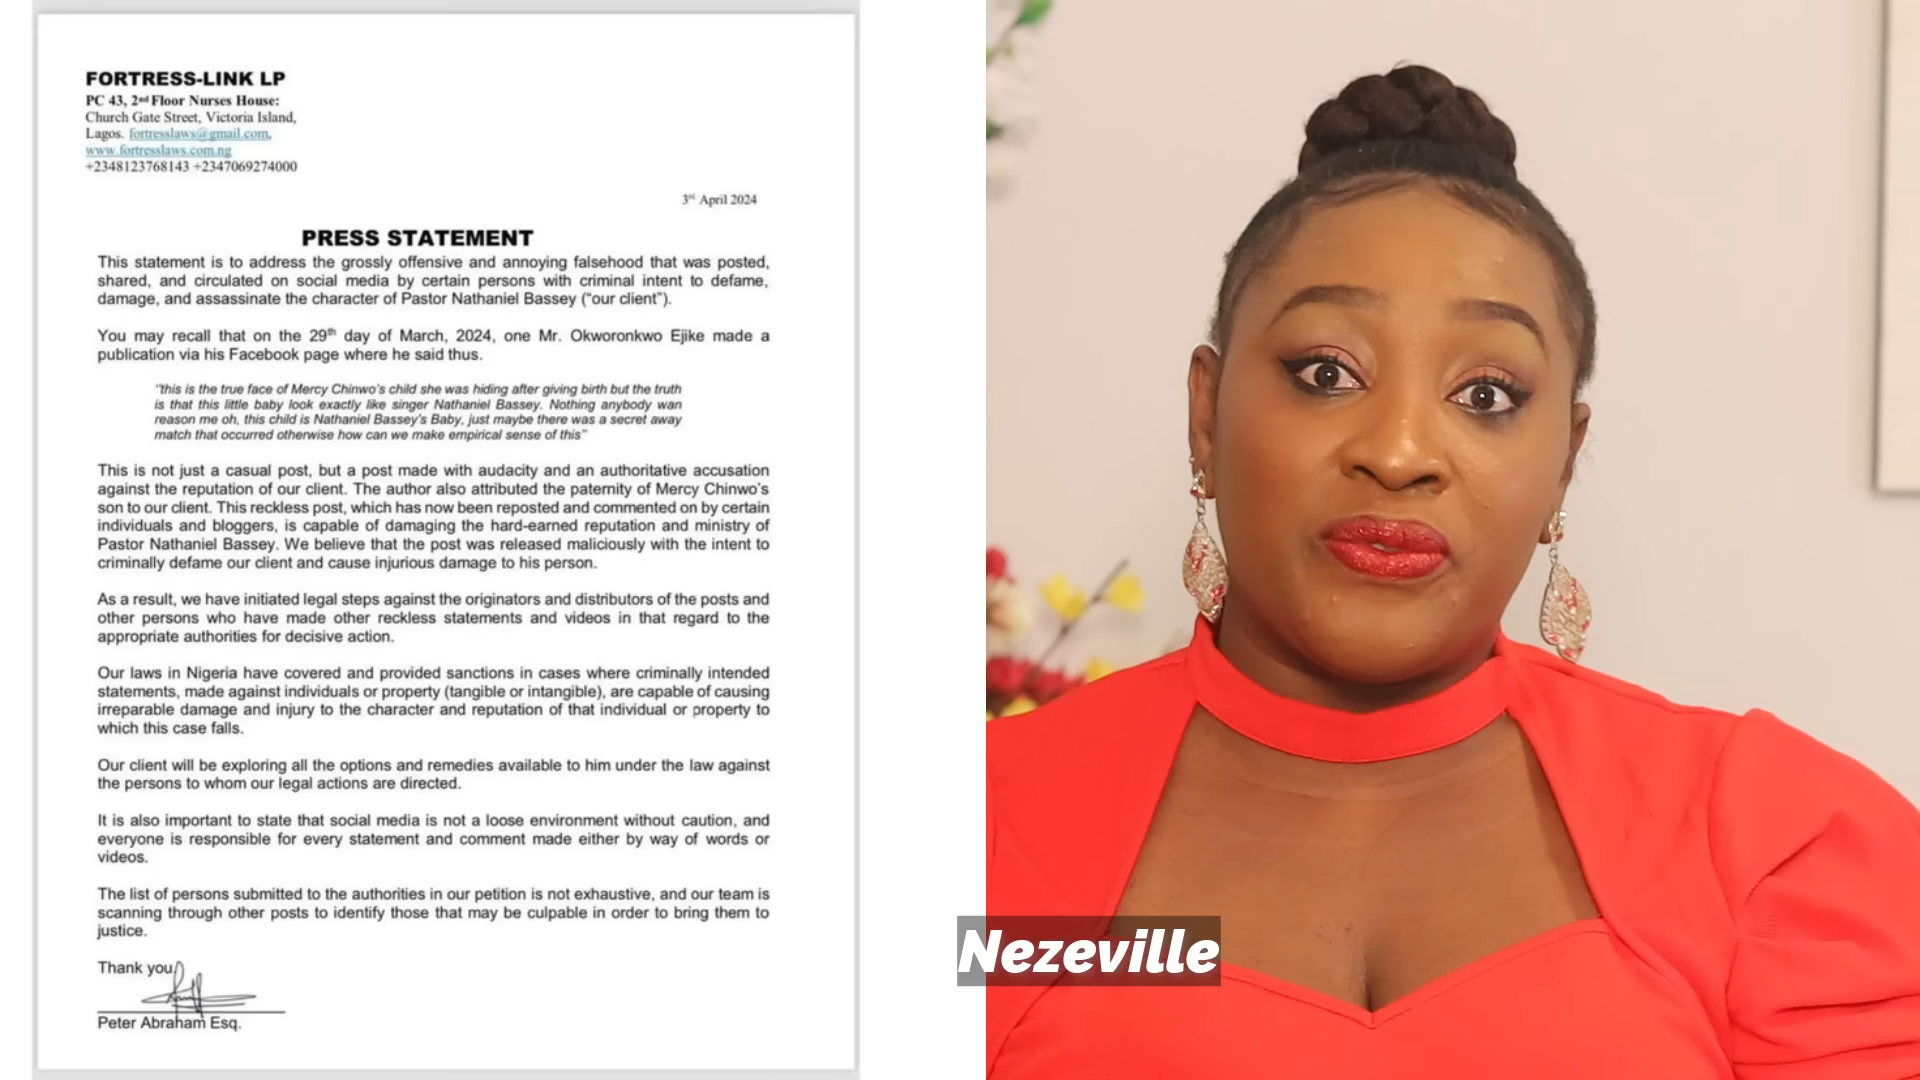 FORTRESS-LINK LP
PC 43, 2nd Floor Nurses House:
Church Gate Street, Victoria Island,
Lagos. fortresslaws@gmail.com,
www.fortresslaws.com.ng
+2348123768143 +2347069274000
3rd April 2024
PRESS STATEMENT
This statement is to address the grossly offensive and annoying falsehood that was posted,
shared, and circulated on social media by certain persons with criminal intent to defame,
damage, and assassinate the character of Pastor Nathaniel Bassey (“our client”).
You may recall that on the 29th day of March, 2024, one Mr. Okworonkwo Ejike made a
publication via his Facebook page where he said thus.
“this is the true face of Mercy Chinwo’s child she was hiding after giving birth but the truth
is that this little baby look exactly like singer Nathaniel Bassey. Nothing anybody wan
reason me oh, this child is Nathaniel Bassey’s Baby, just maybe there was a secret away
match that occurred otherwise how can we make empirical sense of this”
This is not just a casual post, but a post made with audacity and an authoritative accusation
against the reputation of our client. The author also attributed the paternity of Mercy Chinwo’s
son to our client. This reckless post, which has now been reposted and commented on by certain
individuals and bloggers, is capable of damaging the hard-earned reputation and ministry of
Pastor Nathaniel Bassey. We believe that the post was released maliciously with the intent to
criminally defame our client and cause injurious damage to his person.
As a result, we have initiated legal steps against the originators and distributors of the posts and
other persons who have made other reckless statements and videos in that regard to the
appropriate authorities for decisive action.
Our laws in Nigeria have covered and provided sanctions in cases where criminally intended
statements, made against individuals or property (tangible or intangible), are capable of causing
irreparable damage and injury to the character and reputation of that individual or property to
which this case falls.
Our client will be exploring all the options and remedies available to him under the law against
the persons to whom our legal actions are directed.
It is also important to state that social media is not a loose environment without caution, and
everyone is responsible for every statement and comment made either by way of words or
videos.
The list of persons submitted to the authorities in our petition is not exhaustive, and our team is
scanning through other posts to identify those that may be culpable in order to bring them to
justice.
Thank you
Peter Abraham Esq.
Nezeville